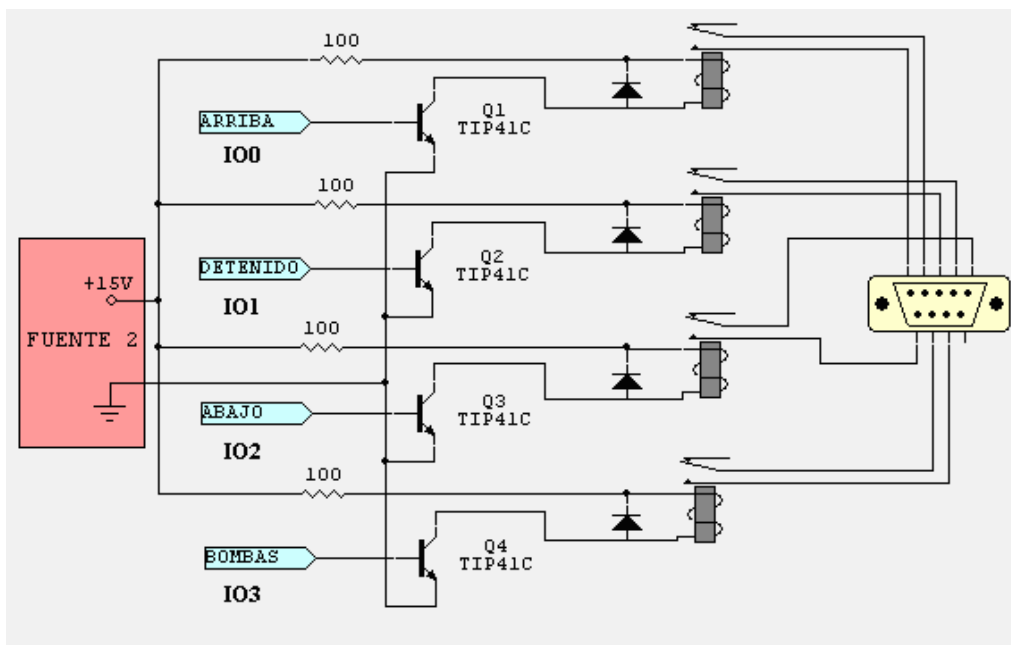 100
ARRIBA
IO0
Q1
TIP41C
100
DETENIDO
IO1
Q2
TIP41C
+15V
FUENTE 2
100
ABAJO
IO2
Q3
TIP41C
100
BOMBAS
IO3
Q4
TIP41C